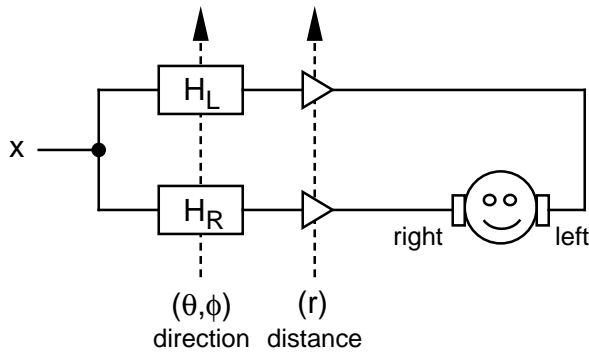 H_L
x
H_R
right
left
(θ,ϕ)
(r)
direction
distance